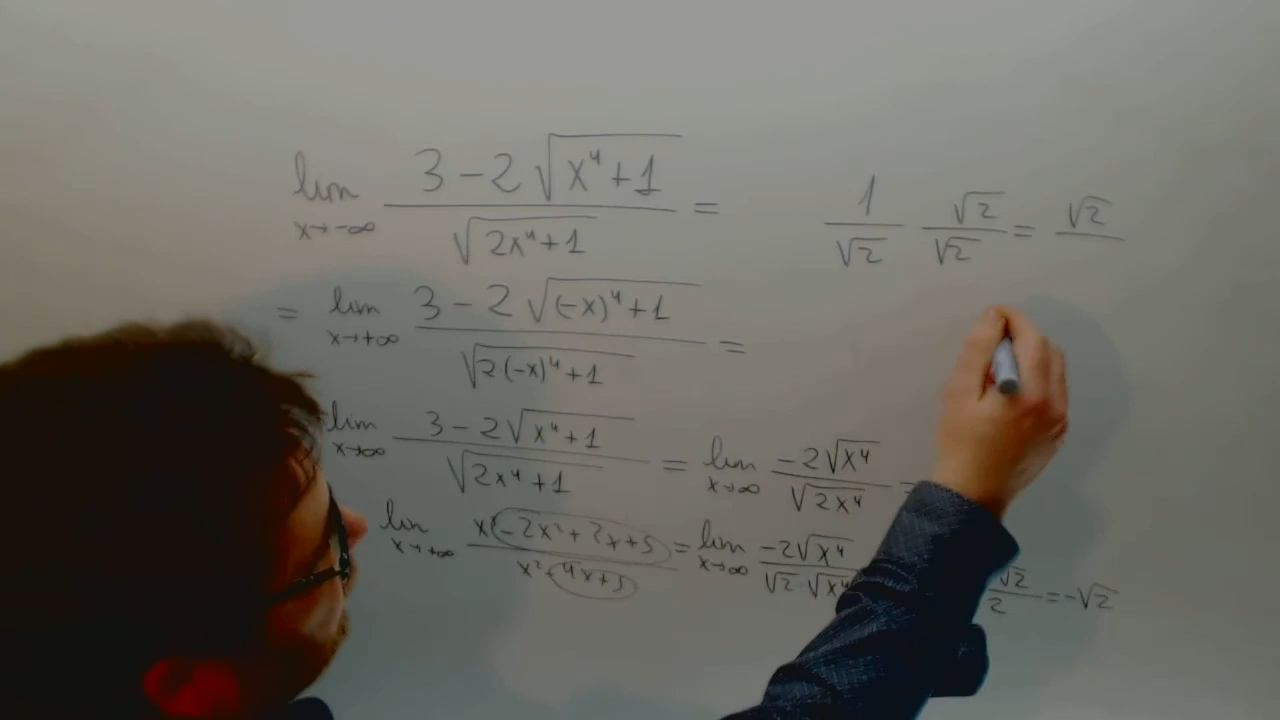 lim x→-∞ (3 - 2√(x⁴+1)) / √(2x⁴+1) =
1/√2 √2/√2 = √2/
= lim x→+∞ (3 - 2√((-x)⁴+1)) / √(2(-x)⁴+1) =
lim x→∞ (3 - 2√(x⁴+1)) / √(2x⁴+1) = lim x→∞ (-2√(x⁴)) / √(2x⁴) =
lim x→+∞ = lim x→∞ (-2√(x⁴)) / (√2 √(x⁴))
√2/2 = -√2